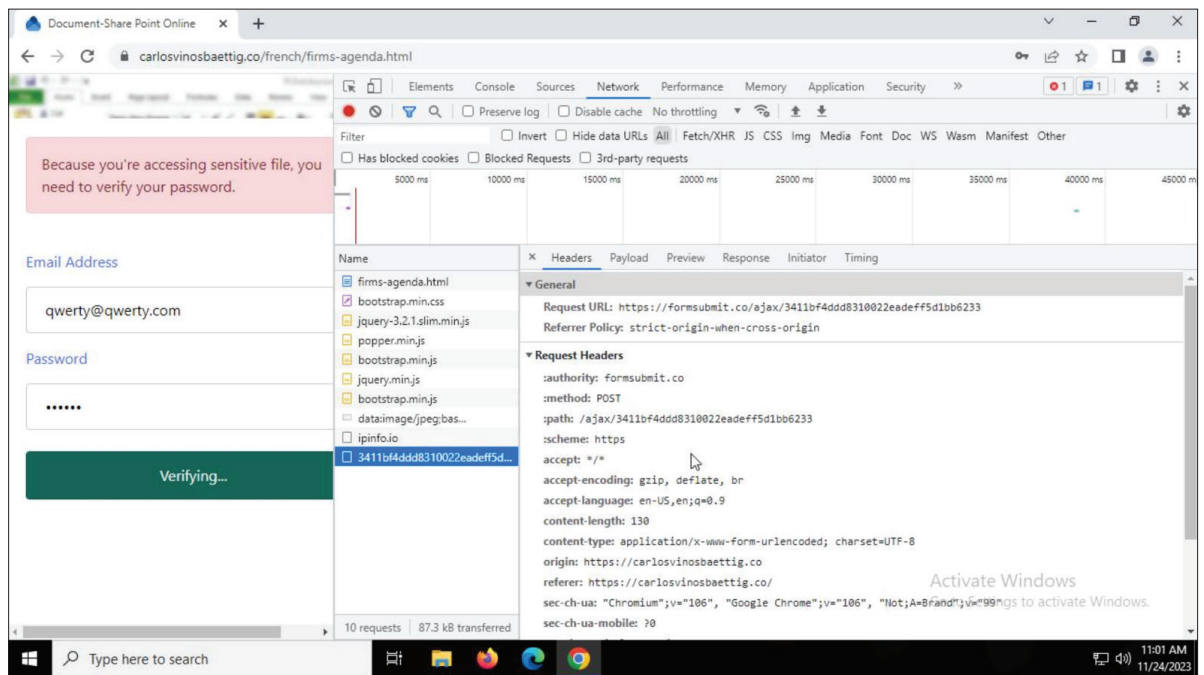 Document-Share Point Online
carlosvinosbaettig.co/french/firms-agenda.html
Elements Console Sources Network Performance Memory Application Security » 1 1
Preserve log Disable cache No throttling
Filter Invert Hide data URLs All Fetch/XHR JS CSS Img Media Font Doc WS Wasm Manifest Other
Has blocked cookies Blocked Requests 3rd-party requests
5000 ms 10000 ms 15000 ms 20000 ms 25000 ms 30000 ms 35000 ms 40000 ms 45000 m
Because you're accessing sensitive file, you
need to verify your password.
Email Address
qwerty@qwerty.com
Password
••••••
Verifying...
Name
firms-agenda.html
bootstrap.min.css
jquery-3.2.1.slim.min.js
popper.min.js
bootstrap.min.js
jquery.min.js
bootstrap.min.js
data:image/jpeg;bas...
ipinfo.io
3411bf4ddd8310022eadeff5d...
10 requests 87.3 kB transferred
Headers Payload Preview Response Initiator Timing
General
Request URL: https://formsubmit.co/ajax/3411bf4ddd8310022eadeff5d1bb6233
Referrer Policy: strict-origin-when-cross-origin
Request Headers
:authority: formsubmit.co
:method: POST
:path: /ajax/3411bf4ddd8310022eadeff5d1bb6233
:scheme: https
accept: */*
accept-encoding: gzip, deflate, br
accept-language: en-US,en;q=0.9
content-length: 130
content-type: application/x-www-form-urlencoded; charset=UTF-8
origin: https://carlosvinosbaettig.co
referer: https://carlosvinosbaettig.co/
sec-ch-ua: "Chromium";v="106", "Google Chrome";v="106", "Not;A=Brand";v="99"
sec-ch-ua-mobile: ?0
Activate Windows
to activate Windows.
Type here to search
11:01 AM
11/24/2023